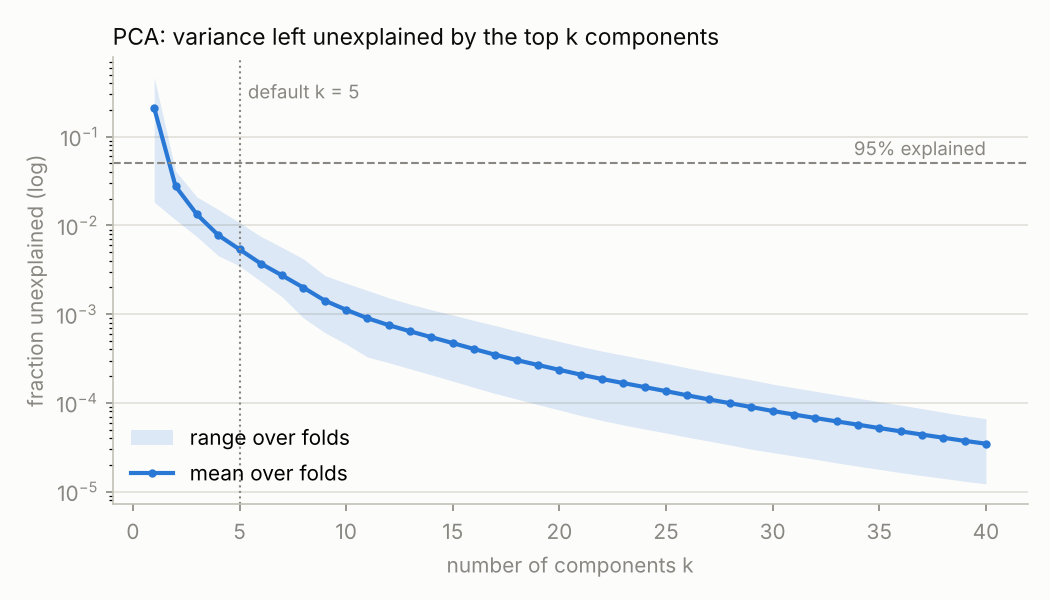 PCA: variance left unexplained by the top k components
default k = 5
95% explained
fraction unexplained (log)
10⁻¹
10⁻²
10⁻³
10⁻⁴
10⁻⁵
range over folds
mean over folds
0 5 10 15 20 25 30 35 40
number of components k